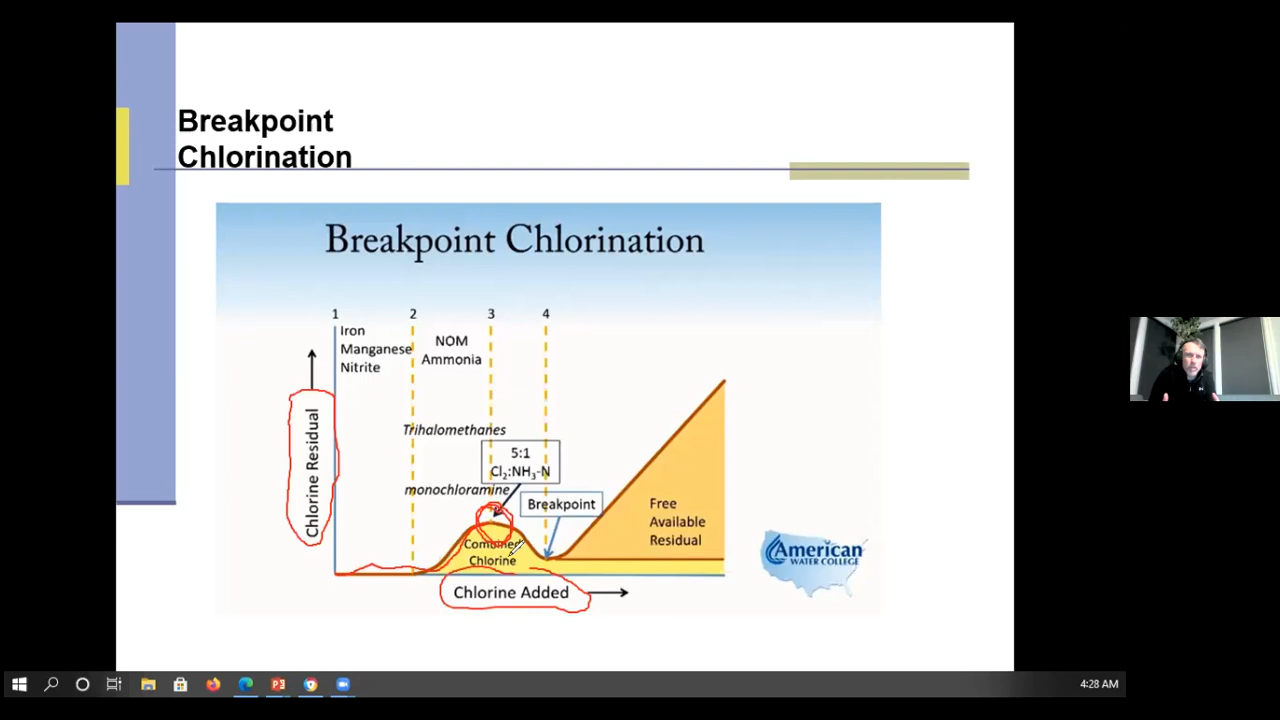 Breakpoint
Chlorination
Breakpoint Chlorination
1 2 3 4
Iron
Manganese
Nitrite
NOM
Ammonia
Chlorine Residual
Trihalomethanes
5:1
Cl₂:NH₃-N
monochloramine
Breakpoint
Combined
Chlorine
Free
Available
Residual
American
WATER COLLEGE
Chlorine Added
4:28 AM